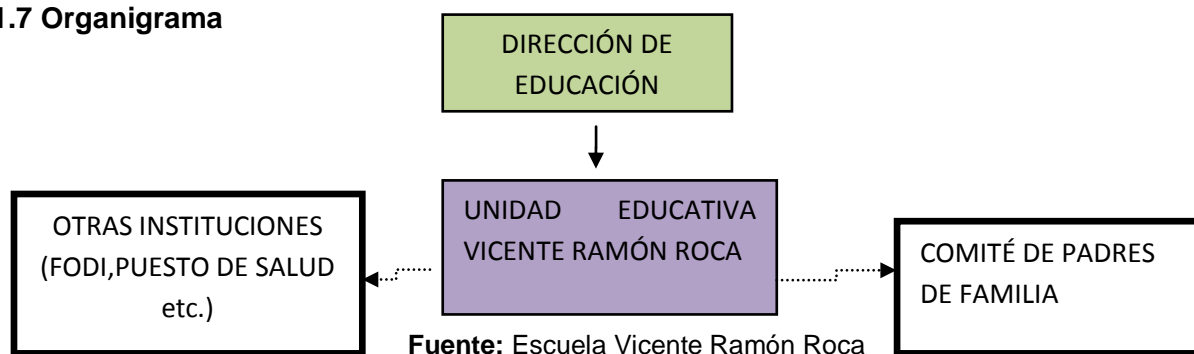 1.7 Organigrama
DIRECCIÓN DE
EDUCACIÓN
UNIDAD EDUCATIVA
VICENTE RAMÓN ROCA
OTRAS INSTITUCIONES
(FODI,PUESTO DE SALUD
etc.)
COMITÉ DE PADRES
DE FAMILIA
Fuente: Escuela Vicente Ramón Roca